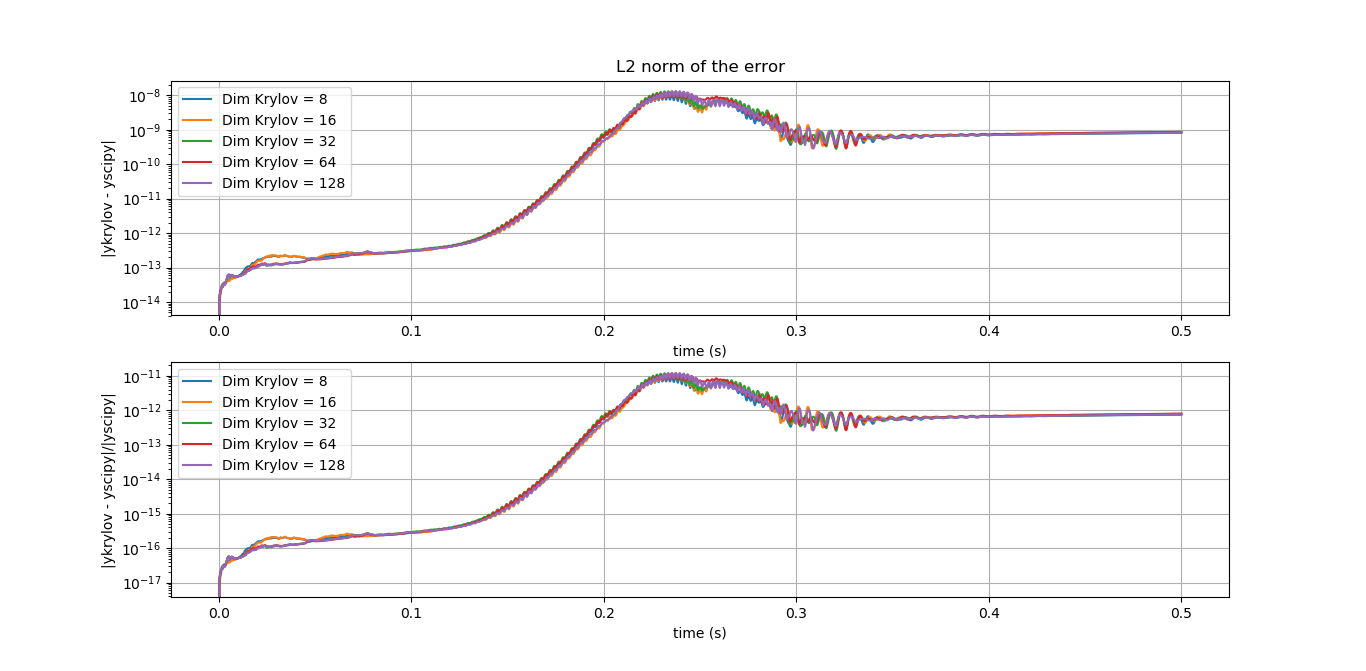 L2 norm of the error
|ykrylov - yscipy|
10⁻⁸
10⁻⁹
10⁻¹⁰
10⁻¹¹
10⁻¹²
10⁻¹³
10⁻¹⁴
Dim Krylov = 8
Dim Krylov = 16
Dim Krylov = 32
Dim Krylov = 64
Dim Krylov = 128
0.0 0.1 0.2 0.3 0.4 0.5
time (s)
|ykrylov - yscipy|/|yscipy|
10⁻¹¹
10⁻¹²
10⁻¹³
10⁻¹⁴
10⁻¹⁵
10⁻¹⁶
10⁻¹⁷
Dim Krylov = 8
Dim Krylov = 16
Dim Krylov = 32
Dim Krylov = 64
Dim Krylov = 128
0.0 0.1 0.2 0.3 0.4 0.5
time (s)